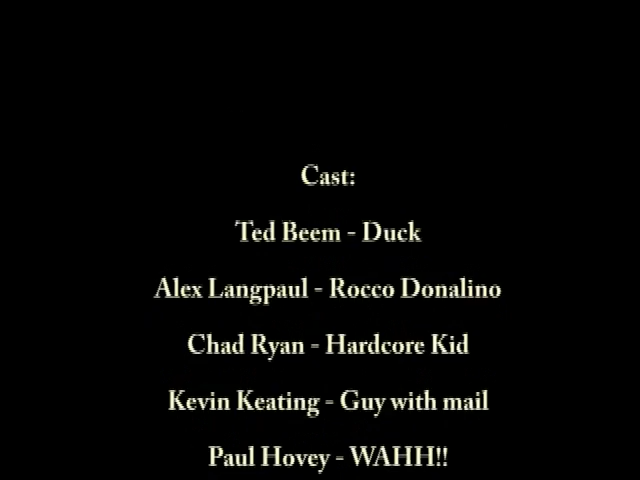 Cast:
Ted Beem - Duck
Alex Langpaul - Rocco Donalino
Chad Ryan - Hardcore Kid
Kevin Keating - Guy with mail
Paul Hovey - WAHH!!